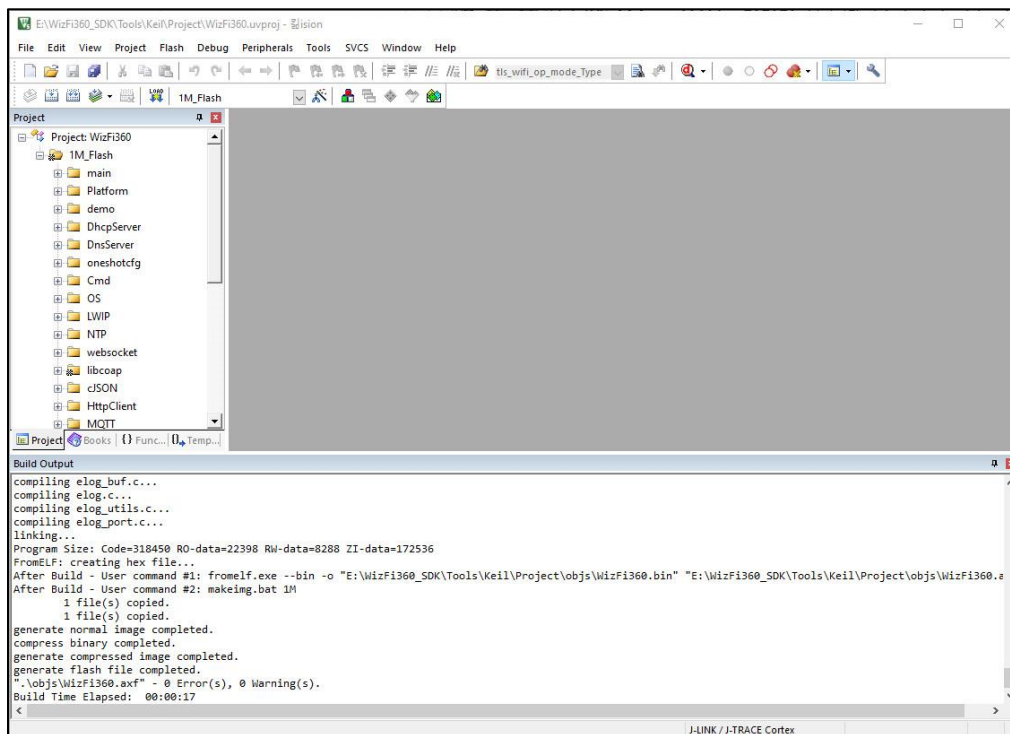 E:\WizFi360_SDK\Tools\Keil\Project\WizFi360.uvproj - 킮ision
File Edit View Project Flash Debug Peripherals Tools SVCS Window Help
tls_wifi_op_mode_Type
LOAD 1M_Flash
Project
Project: WizFi360
1M_Flash
main
Platform
demo
DhcpServer
DnsServer
oneshotcfg
Cmd
OS
LWIP
NTP
websocket
libcoap
cJSON
HttpClient
MQTT
Project Books {} Func... Temp...
Build Output
compiling elog_buf.c...
compiling elog.c...
compiling elog_utils.c...
compiling elog_port.c...
linking...
Program Size: Code=318450 RO-data=22398 RW-data=8288 ZI-data=172536
FromELF: creating hex file...
After Build - User command #1: fromelf.exe --bin -o "E:\WizFi360_SDK\Tools\Keil\Project\objs\WizFi360.bin" "E:\WizFi360_SDK\Tools\Keil\Project\objs\WizFi360.a
After Build - User command #2: makeimg.bat 1M
1 file(s) copied.
1 file(s) copied.
generate normal image completed.
compress binary completed.
generate compressed image completed.
generate flash file completed.
".\objs\WizFi360.axf" - 0 Error(s), 0 Warning(s).
Build Time Elapsed: 00:00:17
J-LINK / J-TRACE Cortex